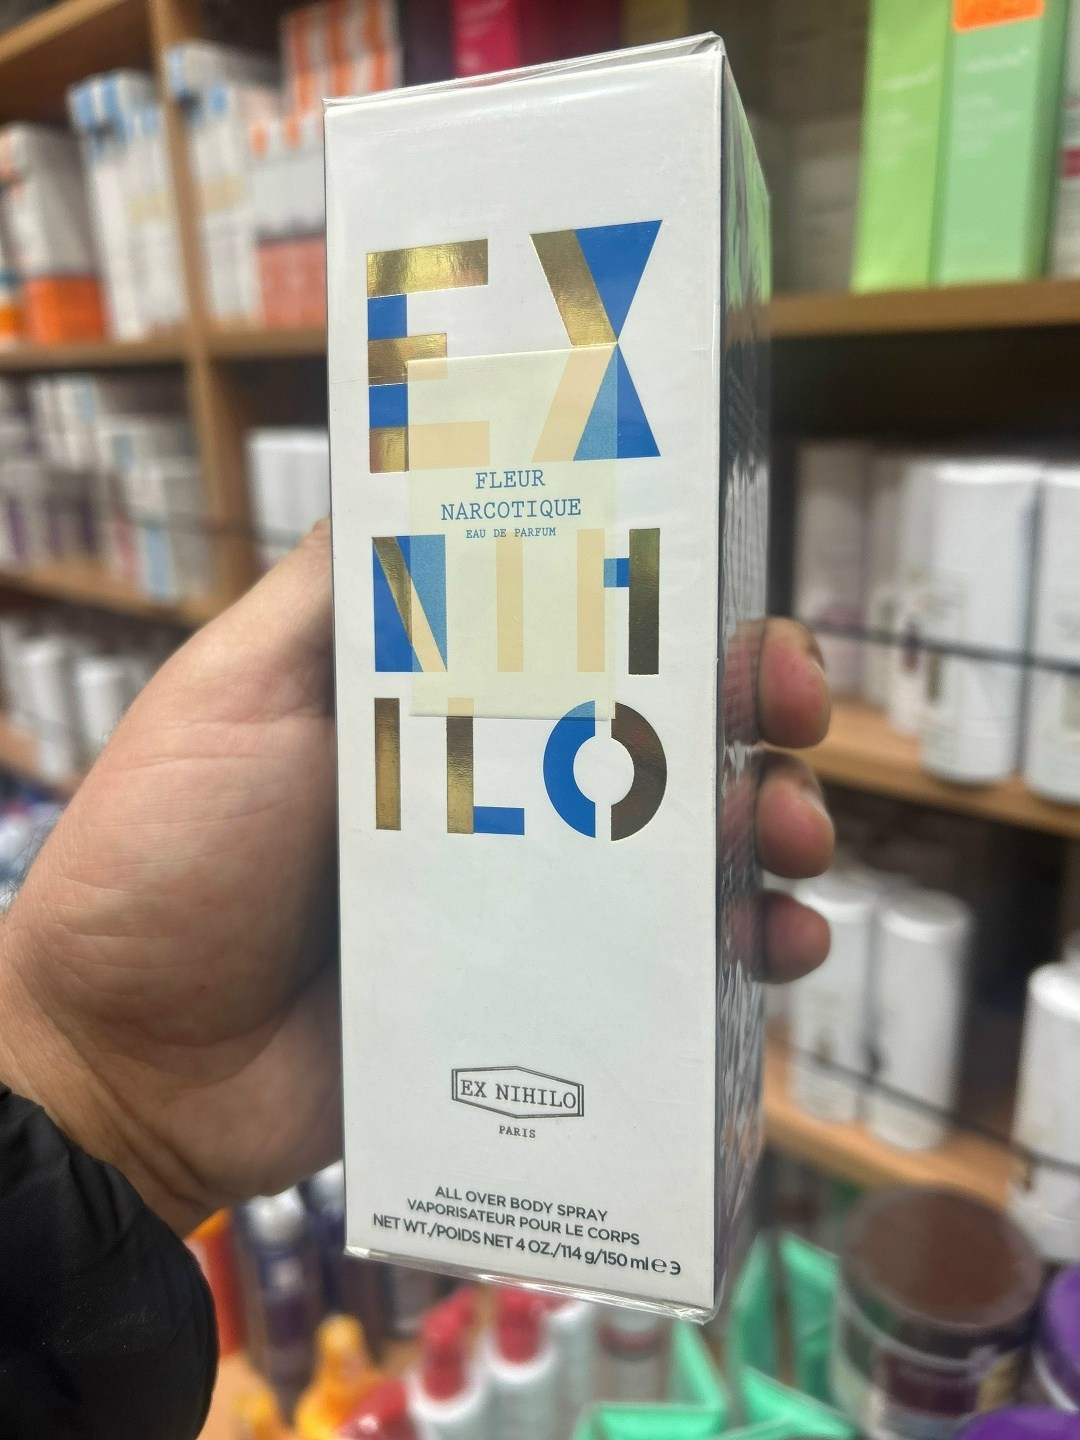 EX
FLEUR
NARCOTIQUE
EAU DE PARFUM
NIH
ILO
EX NIHILO
PARIS
ALL OVER BODY SPRAY
VAPORISATEUR POUR LE CORPS
NET WT./POIDS NET 4 OZ./114 g/150 ml ℮ 3